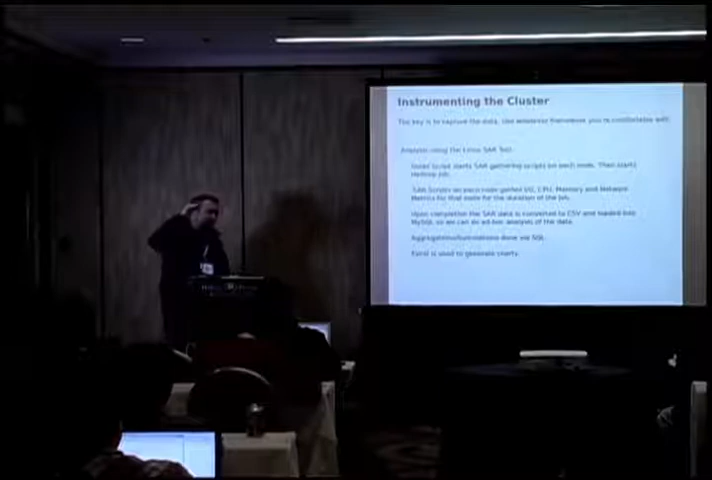 Instrumenting the Cluster
The key is to capture the data. Use whatever framework you're comfortable with
Analysis using the Linux SAR Tool
Outer Script starts SAR gathering scripts on each node. Then starts
Hadoop Job.
SAR Scripts on each node gather I/O, CPU, Memory and Network
Metrics for that node for the duration of the job.
Upon completion the SAR data is converted to CSV and loaded into
MySQL so we can do ad-hoc analysis of the data.
Aggregations/Summations done via SQL.
Excel is used to generate charts.